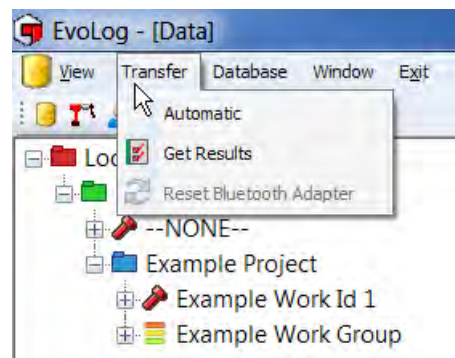 EvoLog - [Data]
View Transfer Database Window Exit
Automatic
Loc
Get Results
Reset Bluetooth Adapter
--NONE--
Example Project
Example Work Id 1
Example Work Group